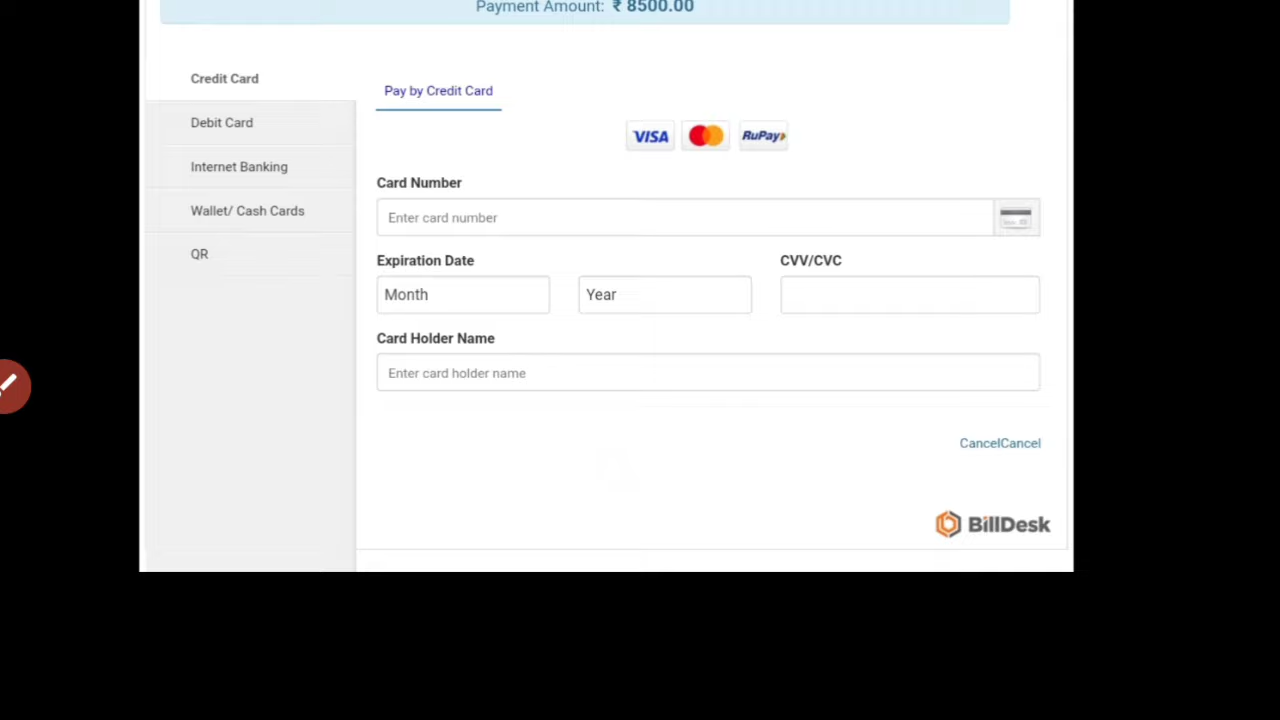 Payment Amount: ₹ 8500.00
Credit Card
Debit Card
Internet Banking
Wallet/ Cash Cards
QR
Pay by Credit Card
VISA RuPay
Card Number
Enter card number
Expiration Date CVV/CVC
Month Year
Card Holder Name
Enter card holder name
CancelCancel
BillDesk